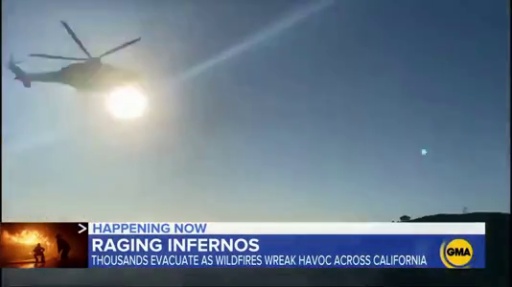 HAPPENING NOW
RAGING INFERNOS
THOUSANDS EVACUATE AS WILDFIRES WREAK HAVOC ACROSS CALIFORNIA
GMA